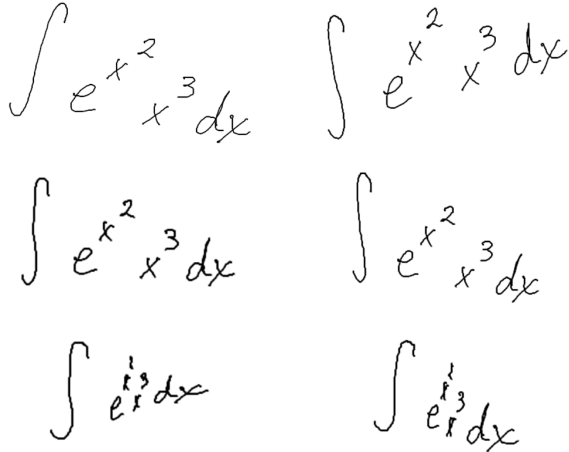 ∫ e^{x^2} x^3 dx ∫ e^{x^2} x^3 dx
∫ e^{x^2} x^3 dx ∫ e^{x^2} x^3 dx
∫ e^{x^2} x^3 dx ∫ e^{x^2} x^3 dx